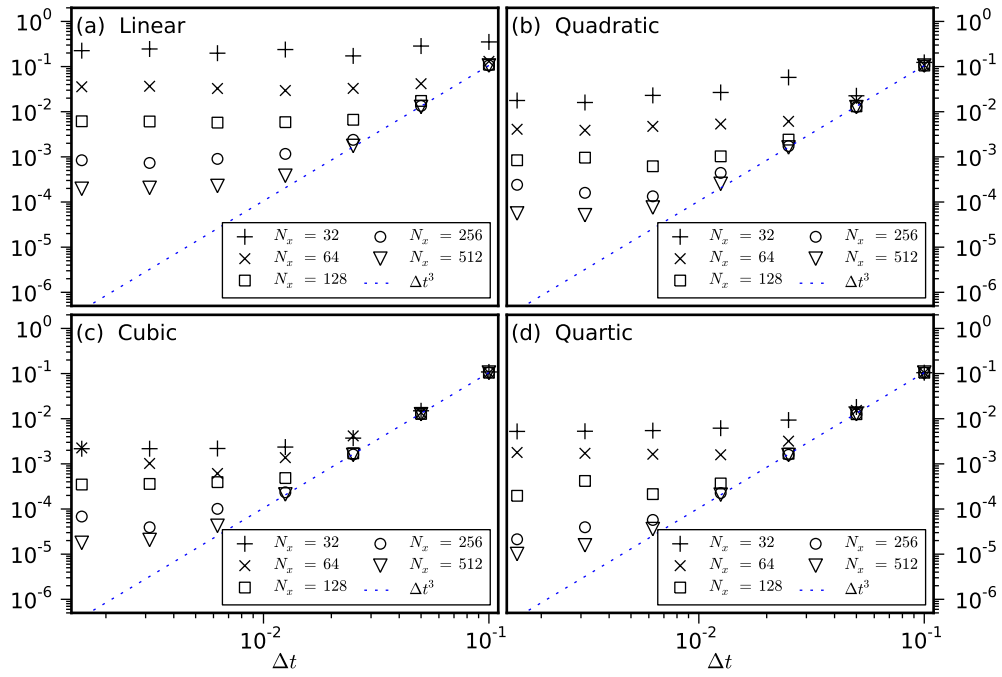 (a) Linear
10^0
10^-1
10^-2
10^-3
10^-4
10^-5
10^-6
N_x = 32
N_x = 64
N_x = 128
N_x = 256
N_x = 512
Δt^3
(b) Quadratic
10^0
10^-1
10^-2
10^-3
10^-4
10^-5
10^-6
N_x = 32
N_x = 64
N_x = 128
N_x = 256
N_x = 512
Δt^3
(c) Cubic
10^0
10^-1
10^-2
10^-3
10^-4
10^-5
10^-6
N_x = 32
N_x = 64
N_x = 128
N_x = 256
N_x = 512
Δt^3
10^-2
10^-1
Δt
(d) Quartic
10^0
10^-1
10^-2
10^-3
10^-4
10^-5
10^-6
N_x = 32
N_x = 64
N_x = 128
N_x = 256
N_x = 512
Δt^3
10^-2
10^-1
Δt